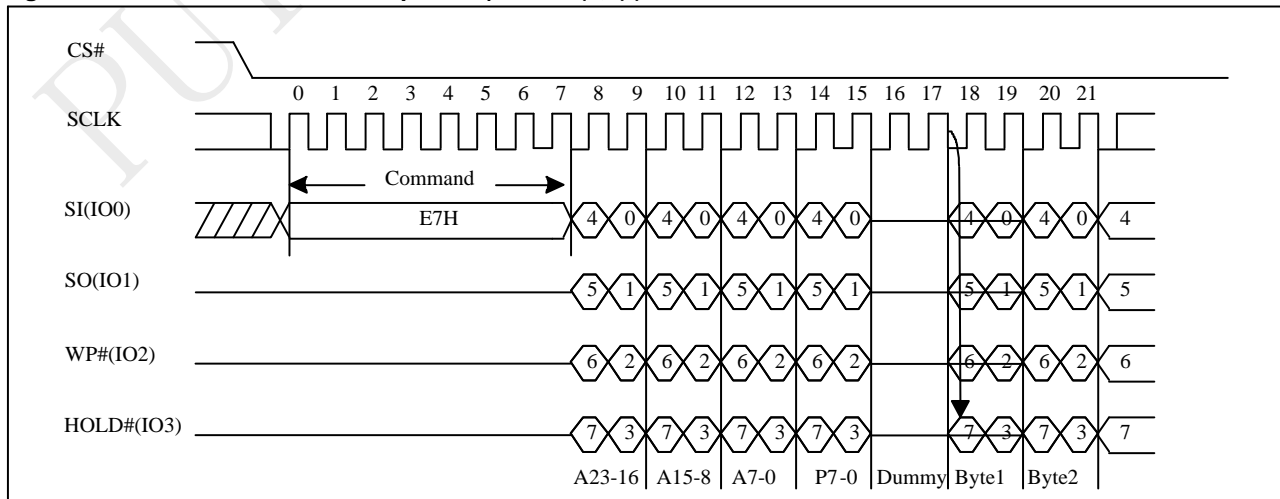 CS#
0 1 2 3 4 5 6 7 8 9 10 11 12 13 14 15 16 17 18 19 20 21
SCLK
Command
SI(IO0) E7H 4 0 4 0 4 0 4 0 4 0 4 0 4
SO(IO1) 5 1 5 1 5 1 5 1 5 1 5 1 5
WP#(IO2) 6 2 6 2 6 2 6 2 6 2 6 2 6
HOLD#(IO3) 7 3 7 3 7 3 7 3 7 3 7 3 7
A23-16 A15-8 A7-0 P7-0 Dummy Byte1 Byte2